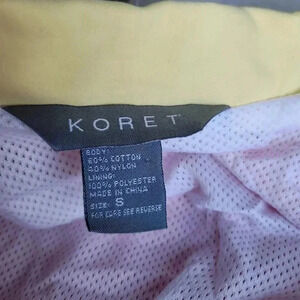 KORET
BODY:
60% COTTON
40% NYLON
LINING:
100% POLYESTER
MADE IN CHINA
SIZE: S
FOR CARE SEE REVERSE